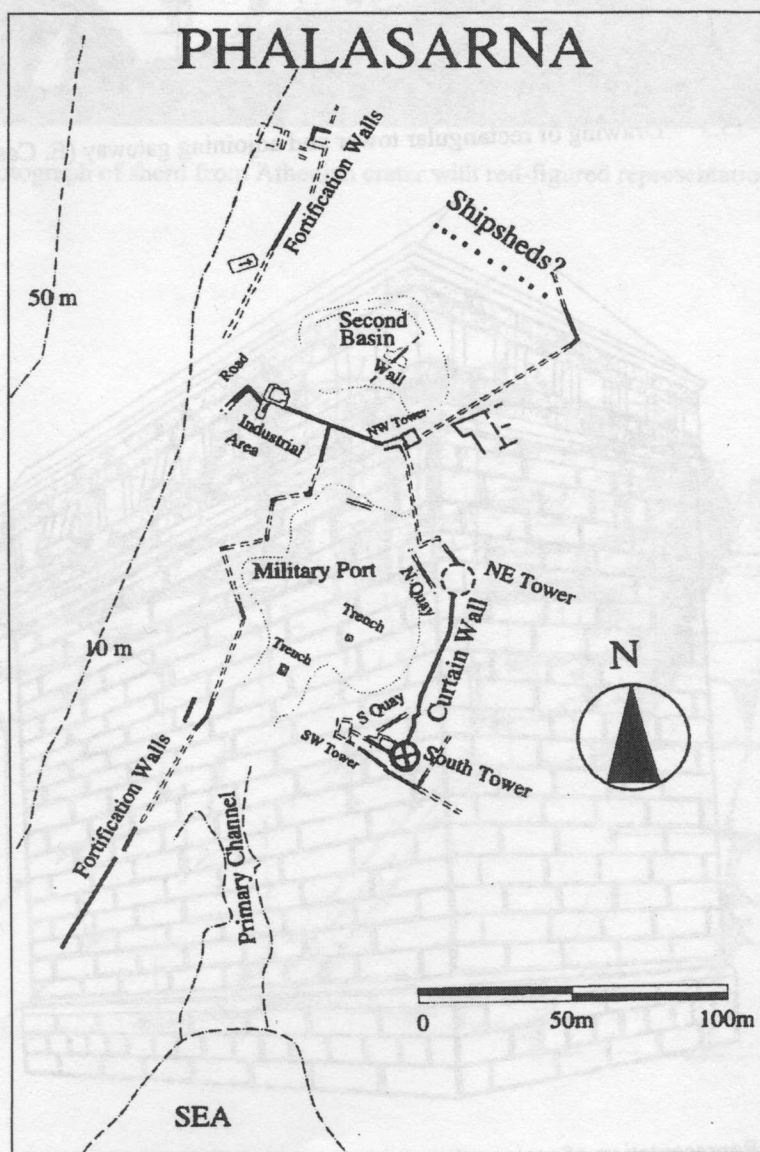 PHALASARNA
Fortification Walls
Shipsheds?
50 m
Second
Basin
Wall
Road
Industrial
Area
NW Tower
Military Port
N-Quay
NE Tower
Trench
Trench
Curtain Wall
10 m
N
S Quay
SW Tower
South Tower
Fortification Walls
Primary Channel
0 50m 100m
SEA